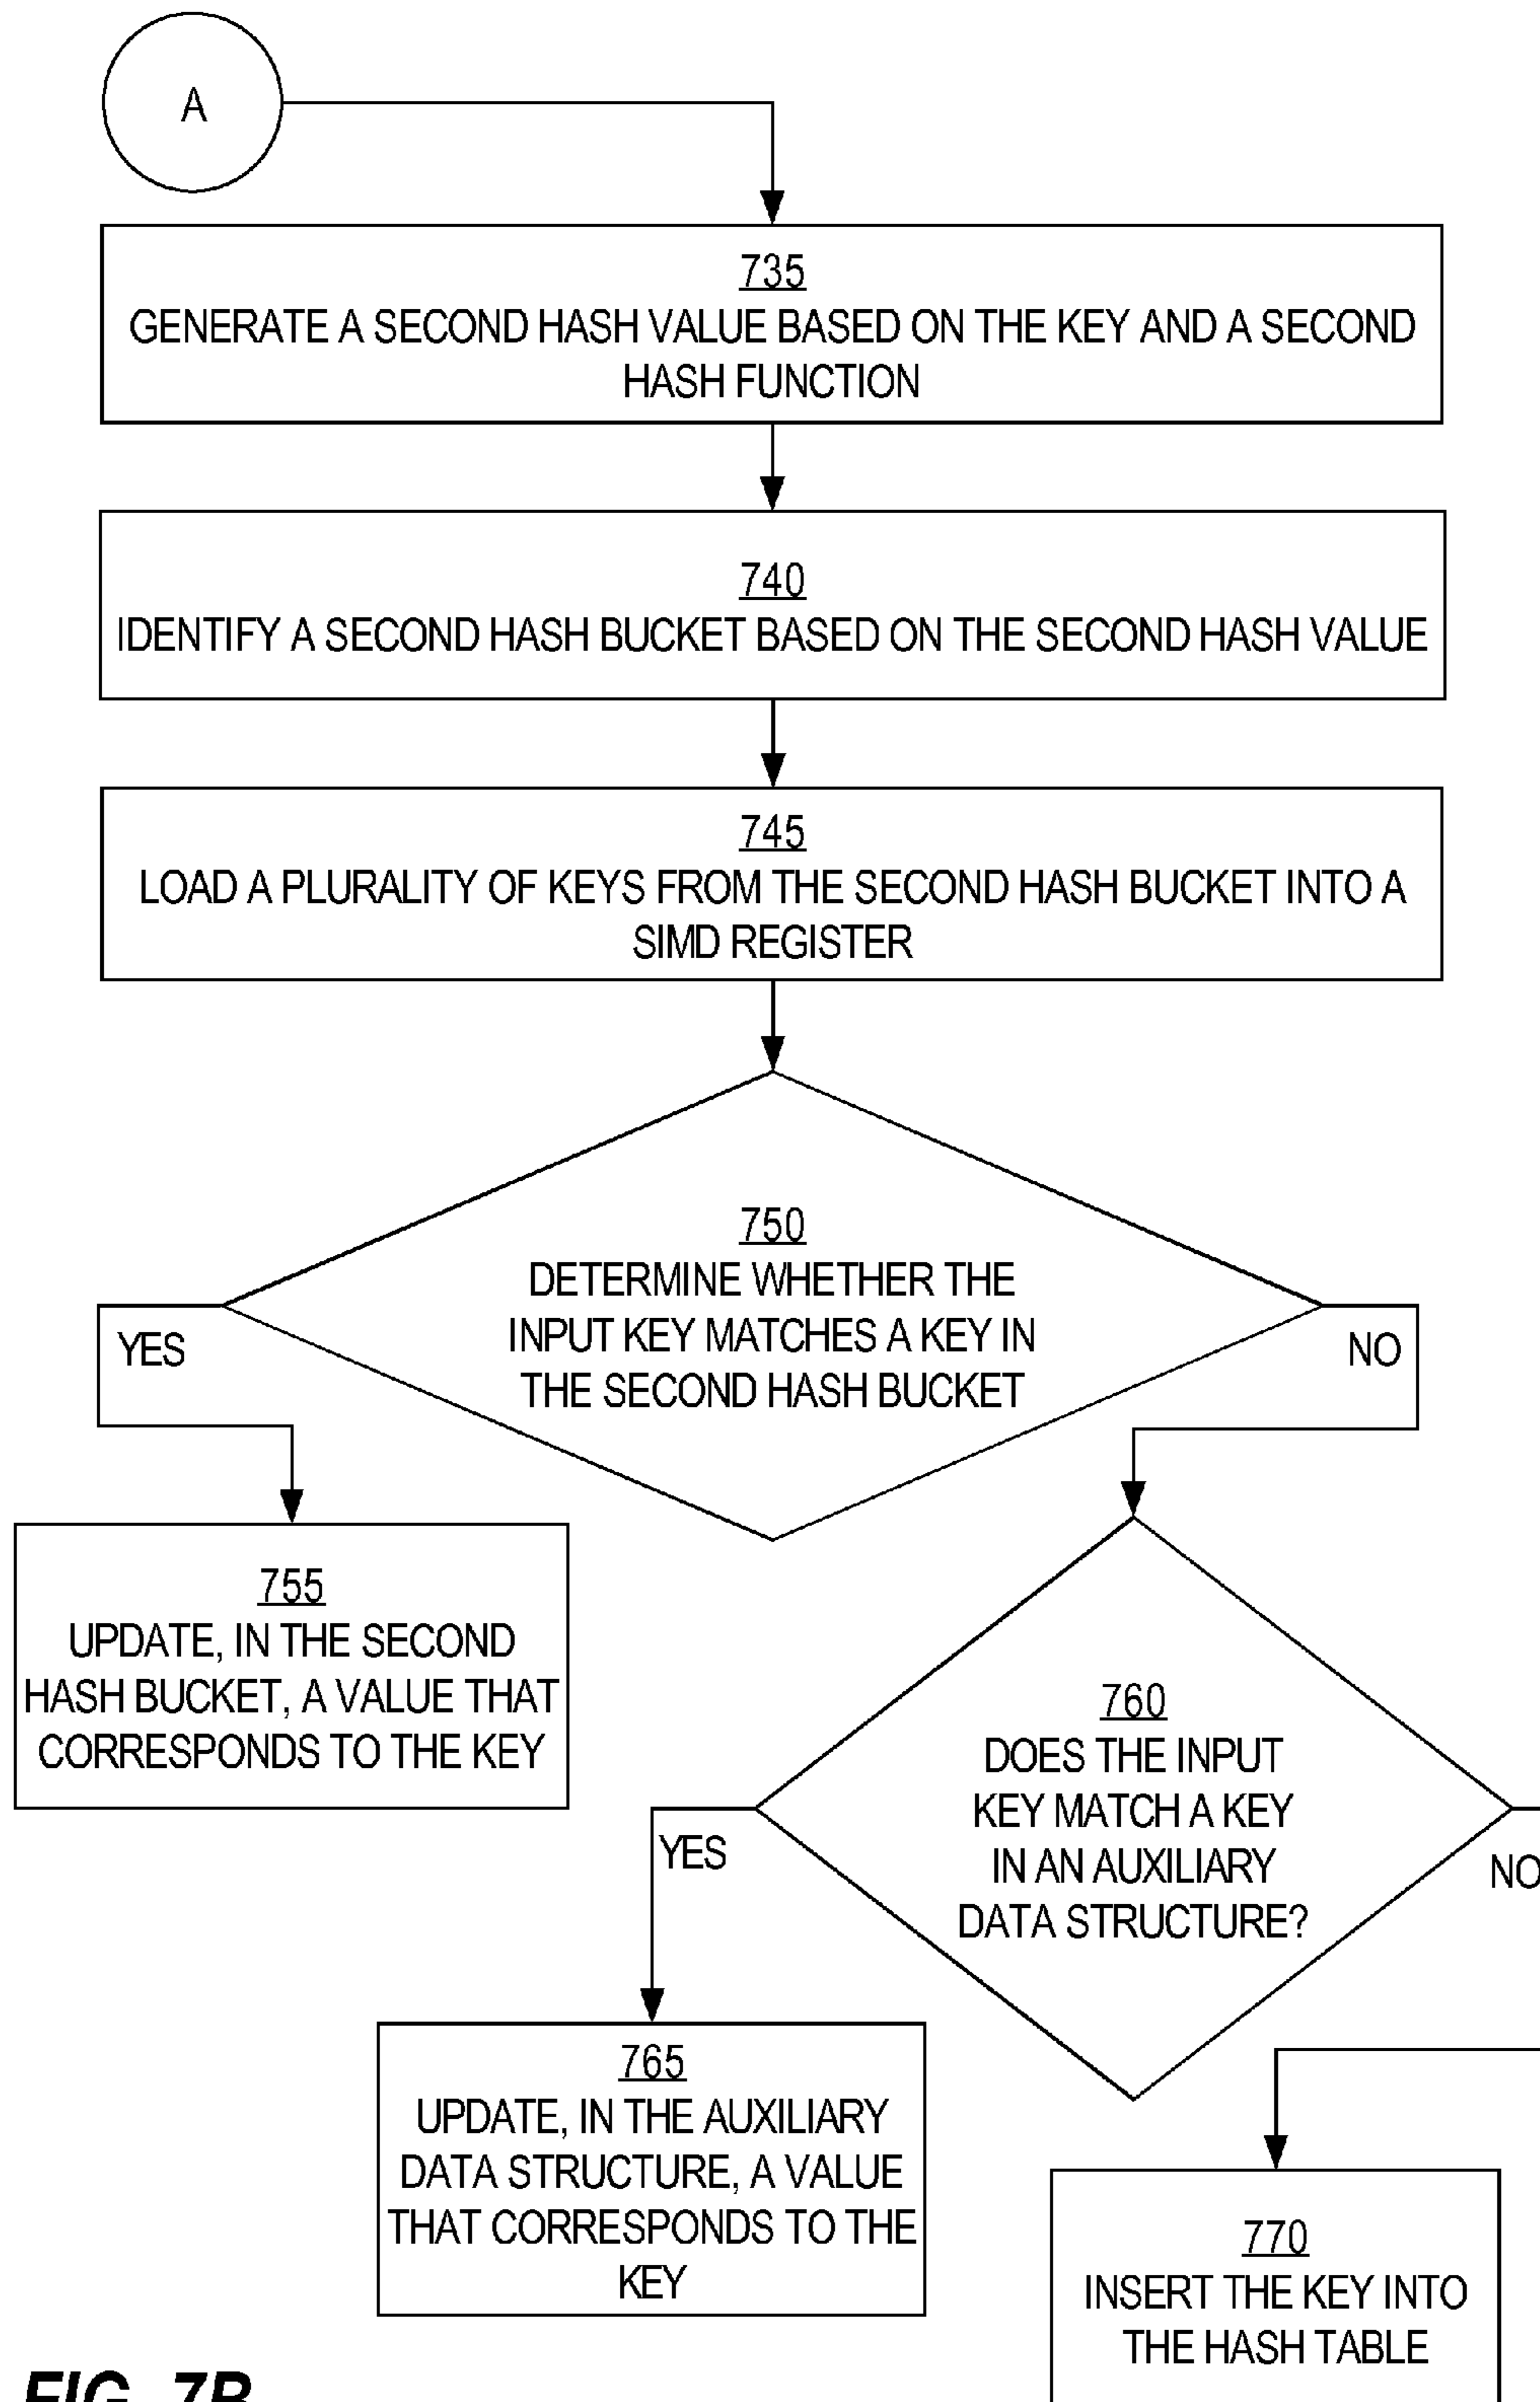 A
735
GENERATE A SECOND HASH VALUE BASED ON THE KEY AND A SECOND
HASH FUNCTION
740
IDENTIFY A SECOND HASH BUCKET BASED ON THE SECOND HASH VALUE
745
LOAD A PLURALITY OF KEYS FROM THE SECOND HASH BUCKET INTO A
SIMD REGISTER
750
DETERMINE WHETHER THE
INPUT KEY MATCHES A KEY IN
THE SECOND HASH BUCKET
YES
NO
755
UPDATE, IN THE SECOND
HASH BUCKET, A VALUE THAT
CORRESPONDS TO THE KEY
760
DOES THE INPUT
KEY MATCH A KEY
IN AN AUXILIARY
DATA STRUCTURE?
YES
NO
765
UPDATE, IN THE AUXILIARY
DATA STRUCTURE, A VALUE
THAT CORRESPONDS TO THE
KEY
770
INSERT THE KEY INTO
THE HASH TABLE
FIG. 7B